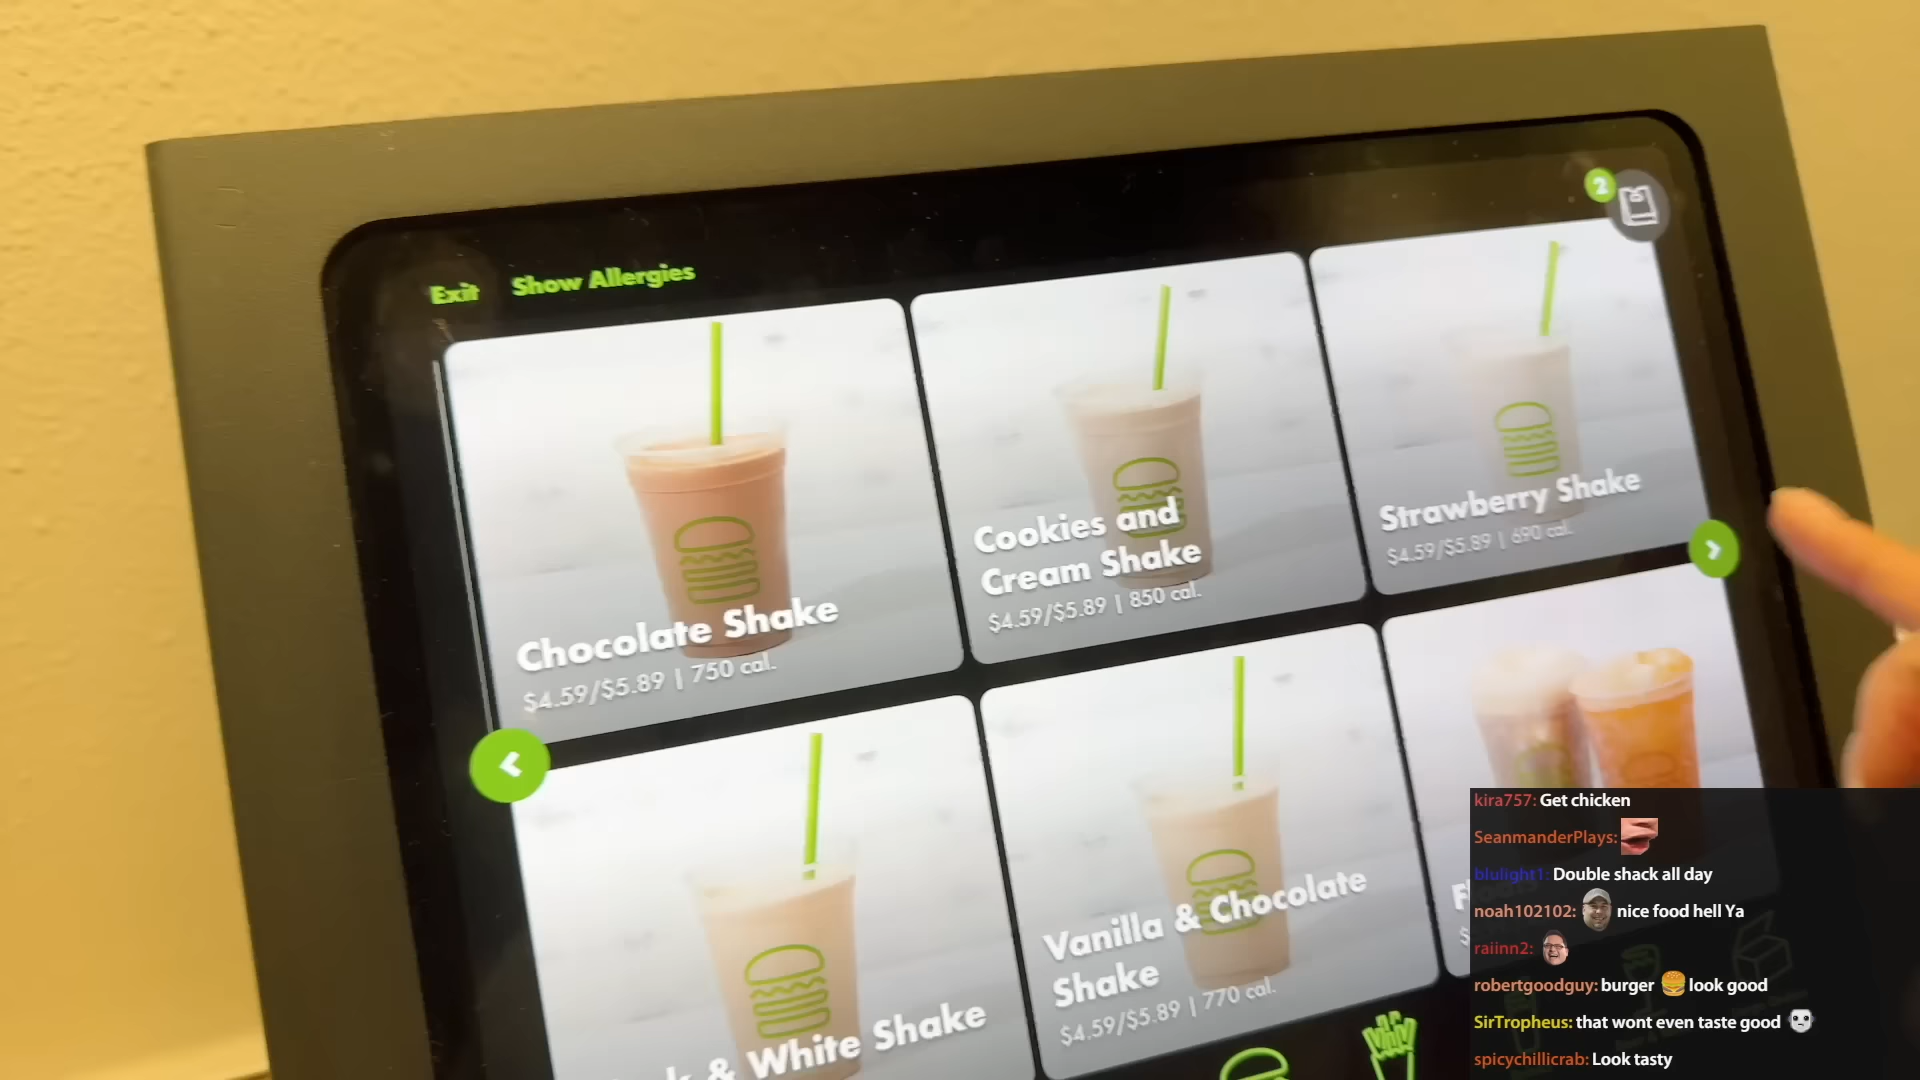 2
Exit Show Allergies
Chocolate Shake
$4.59/$5.89 | 750 cal.
Cookies and
Cream Shake
$4.59/$5.89 | 850 cal.
Strawberry Shake
$4.59/$5.89 | 690 cal.
& White Shake
Vanilla & Chocolate
Shake
$4.59/$5.89 | 770 cal.
kira757: Get chicken
SeanmanderPlays:
blulight1: Double shack all day
noah102102: nice food hell Ya
raiinn2:
robertgoodguy: burger 🍔 look good
SirTropheus: that wont even taste good
spicychillicrab: Look tasty